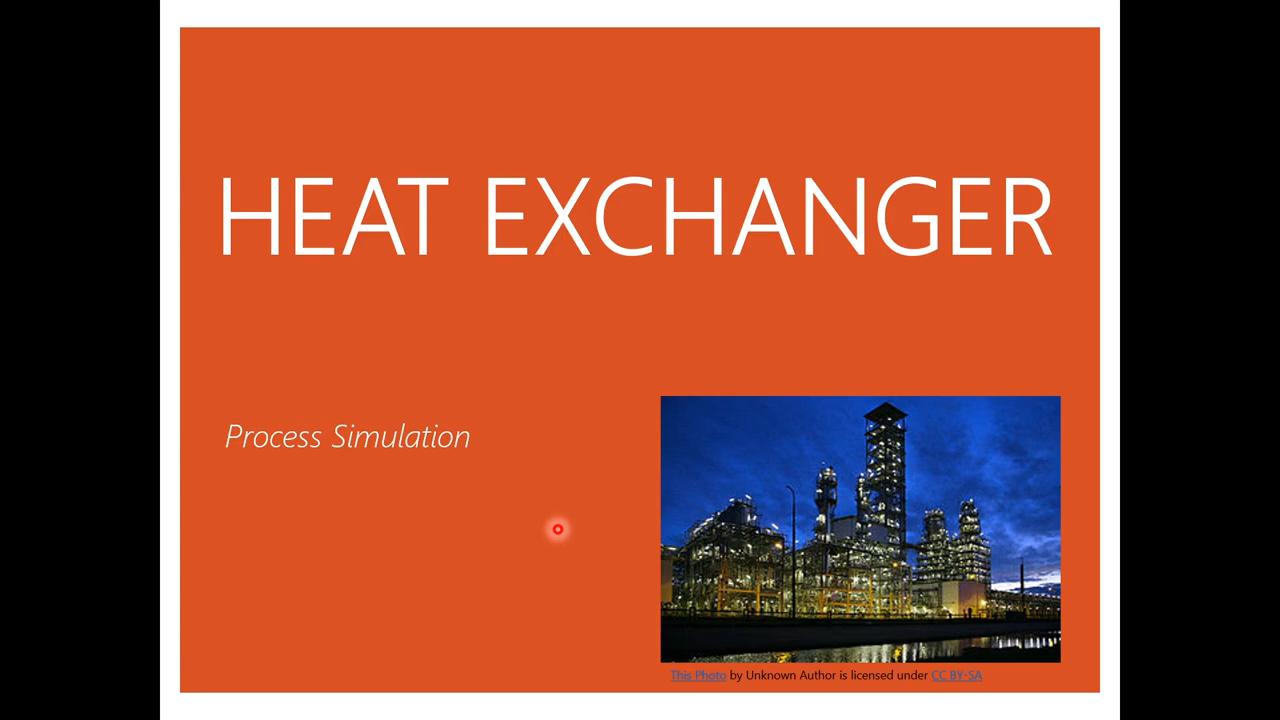 HEAT EXCHANGER
Process Simulation
This Photo by Unknown Author is licensed under CC BY-SA